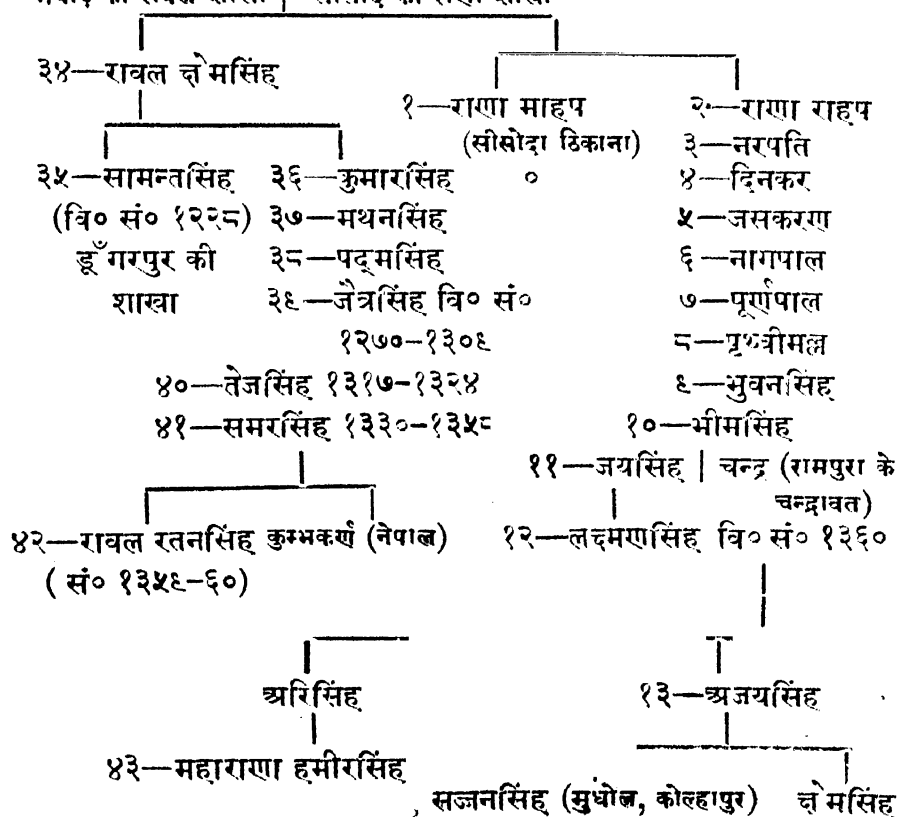 मेवाड़ की रावल शाखा | सीसोदे की राणा शाखा
३४—रावल क्षेमसिंह
१—राणा माहप २—राणा राहप
(सीसोदा ठिकाना) ३—नरपति
३५—सामन्तसिंह ३६—कुमारसिंह ० ४—दिनकर
(वि० सं० १२२८) ३७—मथनसिंह ५—जसकरण
डूँगरपुर की ३८—पद्मसिंह ६—नागपाल
शाखा ३९—जैत्रसिंह वि० सं० ७—पूर्णपाल
१२७०–१३०९ ८—पृथ्वीमल्ल
४०—तेजसिंह १३१७–१३२४ ९—भुवनसिंह
४१—समरसिंह १३३०–१३५८ १०—भीमसिंह
११—जयसिंह | चन्द्र (रामपुरा के
चन्द्रावत)
४२—रावल रतनसिंह कुम्भकर्ण (नेपाल) १२—लक्ष्मणसिंह वि० सं० १३६०
( सं० १३५९–६०)
अरिसिंह १३—अजयसिंह
४३—महाराणा हमीरसिंह
सज्जनसिंह (मुंधोल, कोल्हापुर) क्षेमसिंह